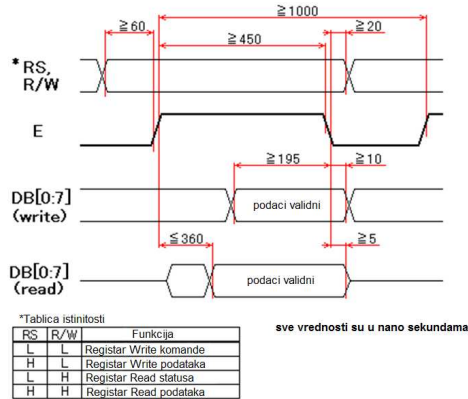 ≧1000
≧60
≧20
≧450
*RS,
R/W
E
≧195
≧10
DB[0:7]
(write)
podaci validni
≦360
≧5
DB[0:7]
(read)
podaci validni
*Tablica istinitosti
sve vrednosti su u nano sekundama
RS R/W Funkcija
L L Registar Write komande
H L Registar Write podataka
L H Registar Read statusa
H H Registar Read podataka